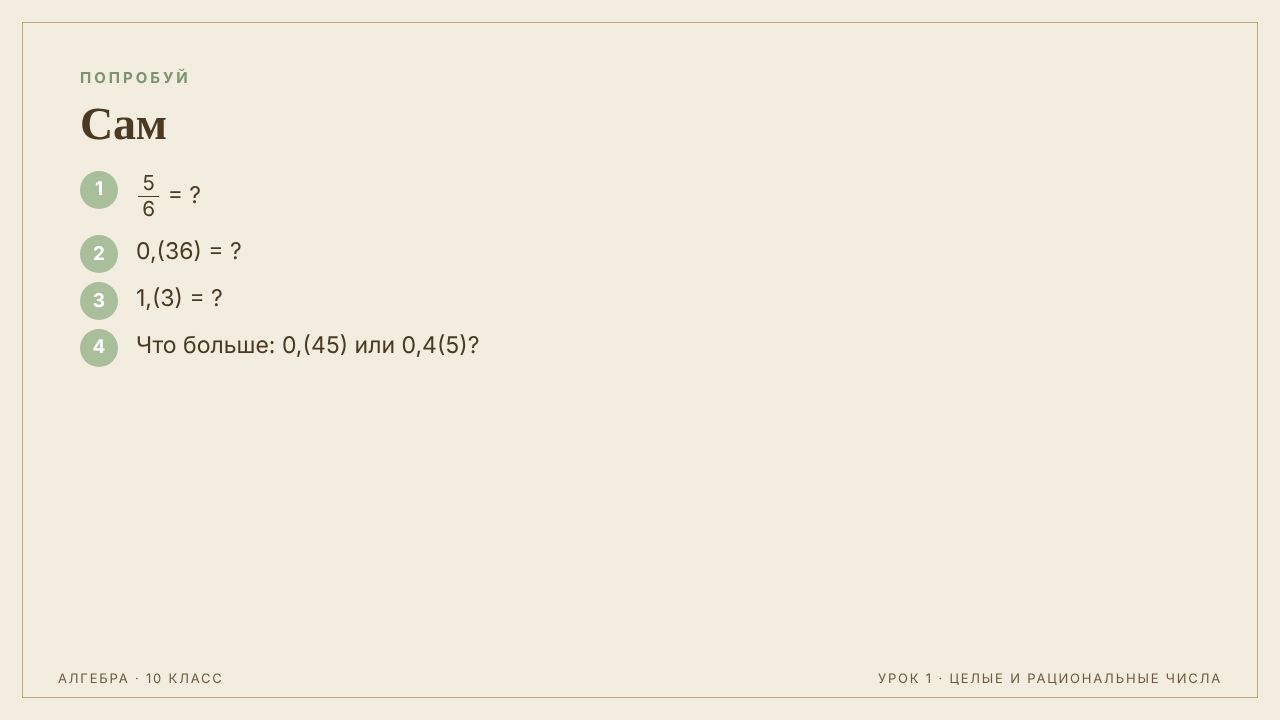 ПОПРОБУЙ
Сам
1 5/6 = ?
2 0,(36) = ?
3 1,(3) = ?
4 Что больше: 0,(45) или 0,4(5)?
АЛГЕБРА · 10 КЛАСС
УРОК 1 · ЦЕЛЫЕ И РАЦИОНАЛЬНЫЕ ЧИСЛА